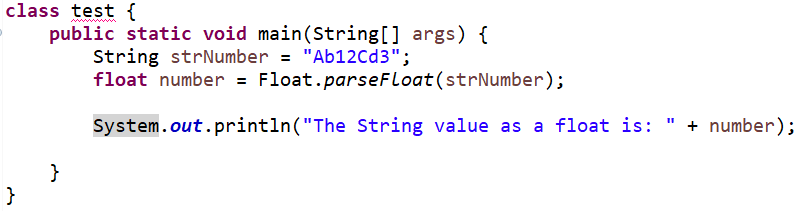 class test {
public static void main(String[] args) {
String strNumber = "Ab12Cd3";
float number = Float.parseFloat(strNumber);
System.out.println("The String value as a float is: " + number);
}
}